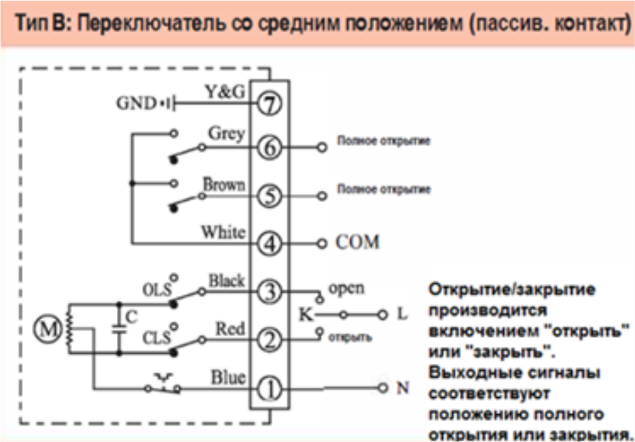 Тип В: Переключатель со средним положением (пассив. контакт)
GND
Y&G
7
Grey
6
Полное открытие
Brown
5
Полное открытие
White
4
COM
OLS
Black
3
open
M
C
K
L
CLS
Red
2
открыть
Blue
1
N
Открытие/закрытие
производится
включением "открыть"
или "закрыть".
Выходные сигналы
соответствуют
положению полного
открытия или закрытия.